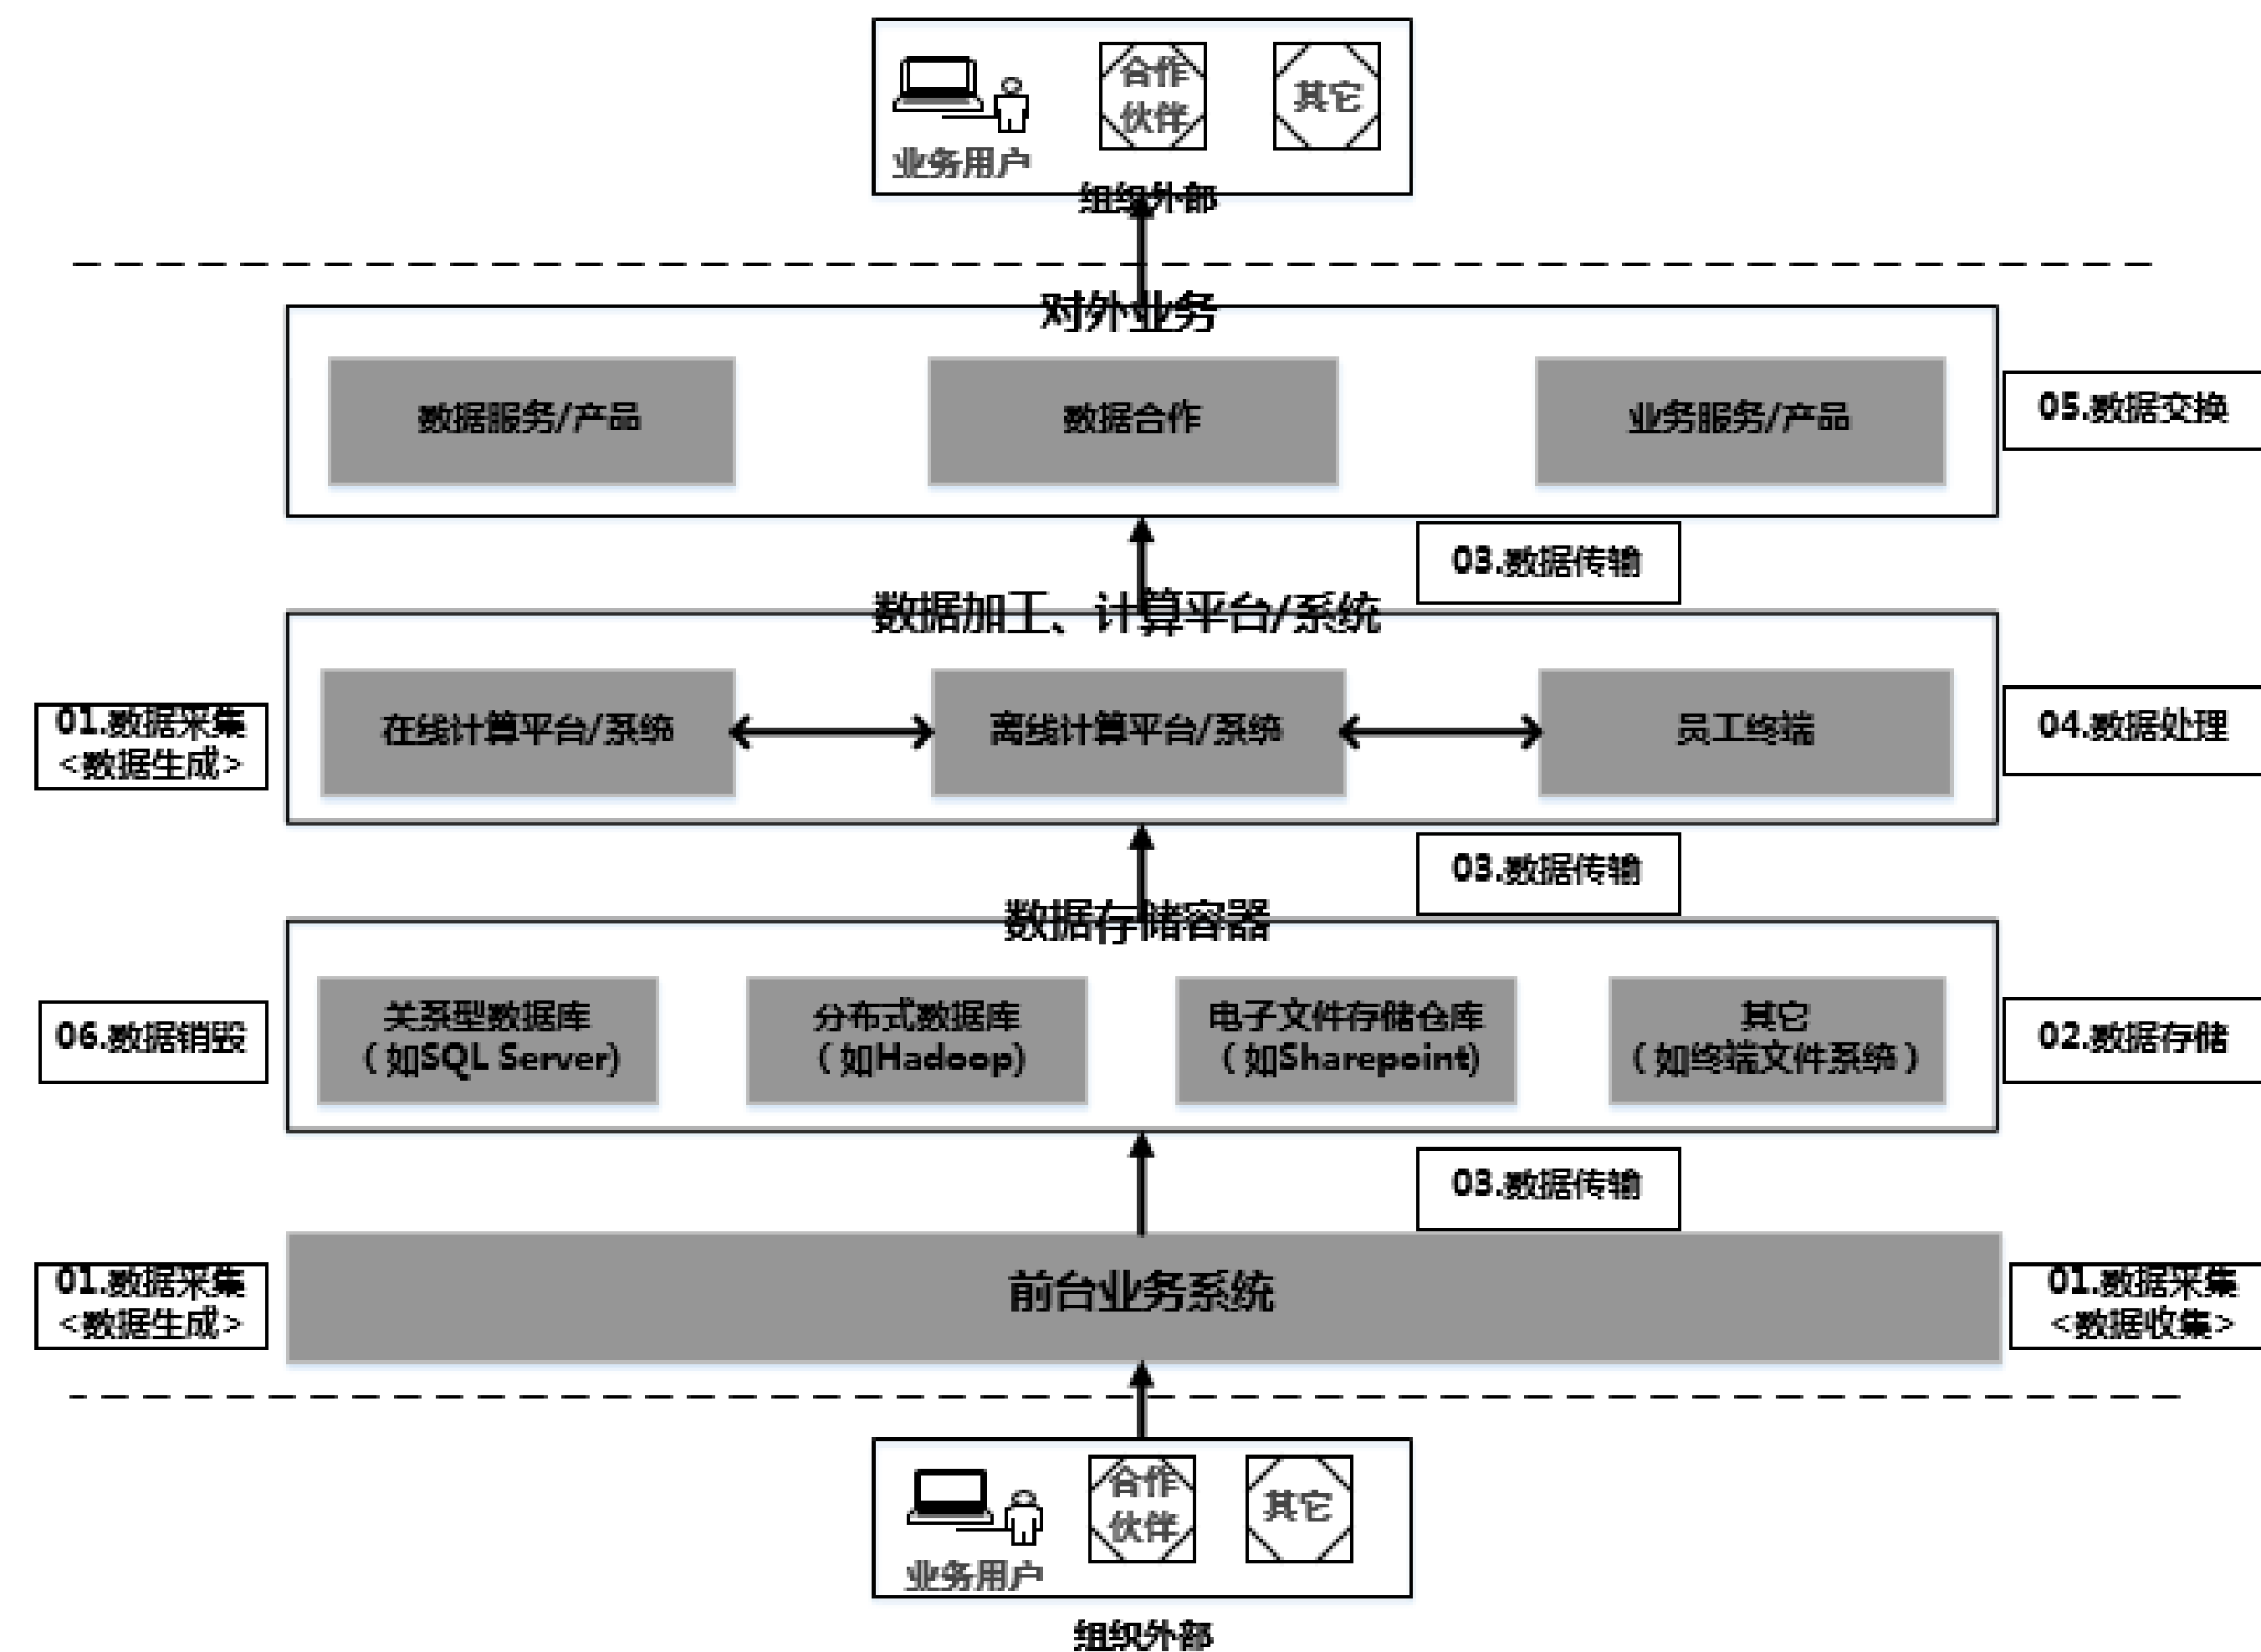 合作
伙伴
其它
业务用户
组织外部
对外业务
数据服务/产品
数据合作
业务服务/产品
05.数据交换
03.数据传输
数据加工、计算平台/系统
01.数据采集
<数据生成>
在线计算平台/系统
离线计算平台/系统
员工终端
04.数据处理
03.数据传输
数据存储容器
06.数据销毁
关系型数据库
（如SQL Server)
分布式数据库
（如Hadoop)
电子文件存储仓库
（如Sharepoint)
其它
（如终端文件系统）
02.数据存储
03.数据传输
01.数据采集
<数据生成>
前台业务系统
01.数据采集
<数据收集>
合作
伙伴
其它
业务用户
组织外部